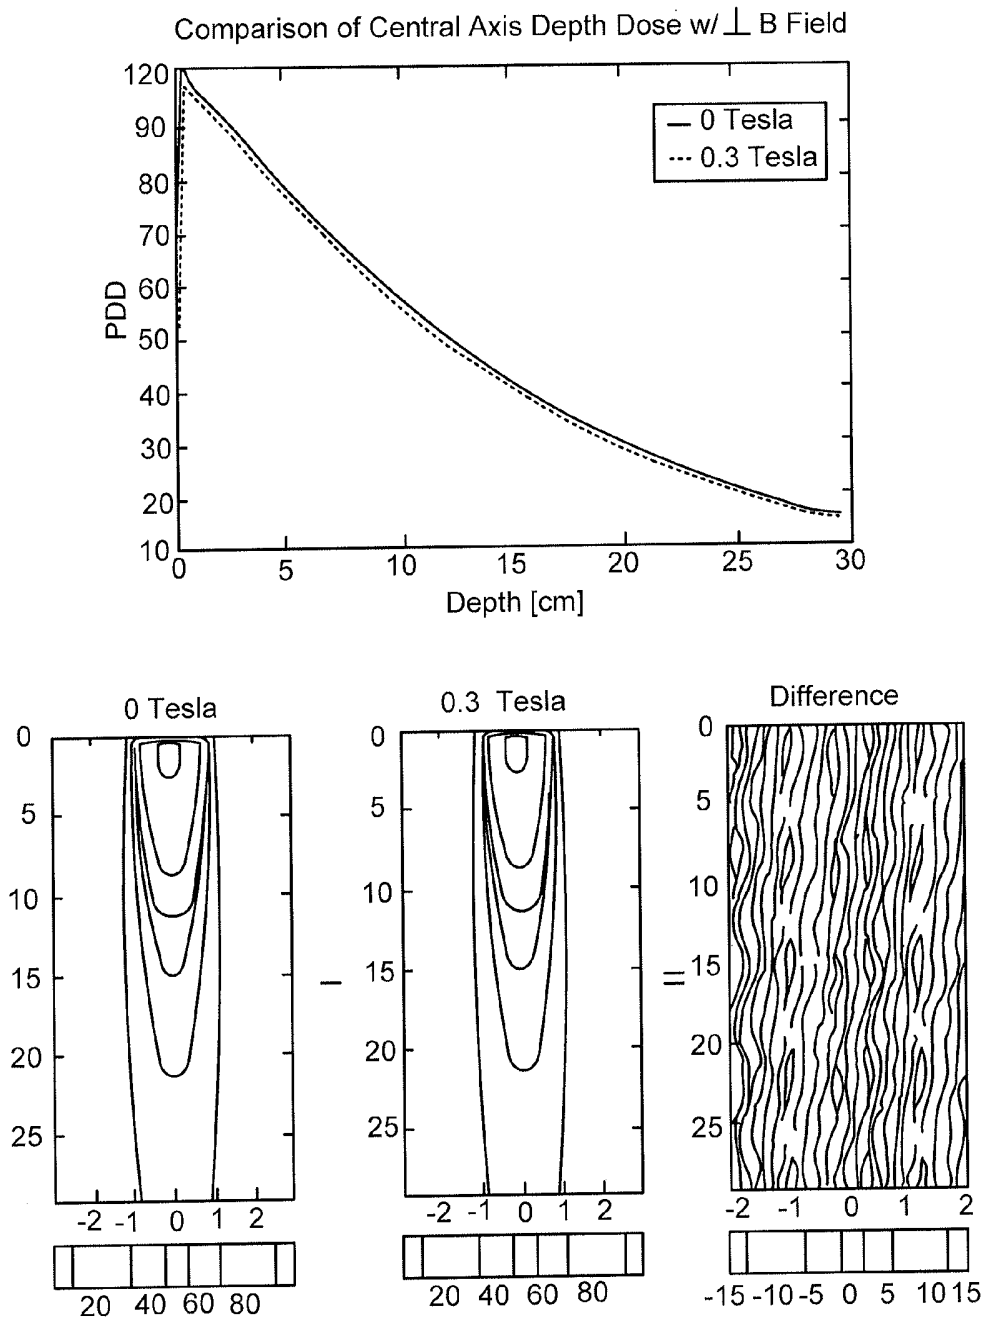 Comparison of Central Axis Depth Dose w/ ⊥ B Field
120
90
80
70
60
50
40
30
20
10
PDD
0 Tesla
0.3 Tesla
0 5 10 15 20 25 30
Depth [cm]
0 Tesla
0
5
10
15
20
25
-2 -1 0 1 2
20 40 60 80
0.3 Tesla
0
5
10
15
20
25
-2 -1 0 1 2
20 40 60 80
Difference
0
5
10
15
20
25
-2 -1 0 1 2
-15 -10 -5 0 5 10 15